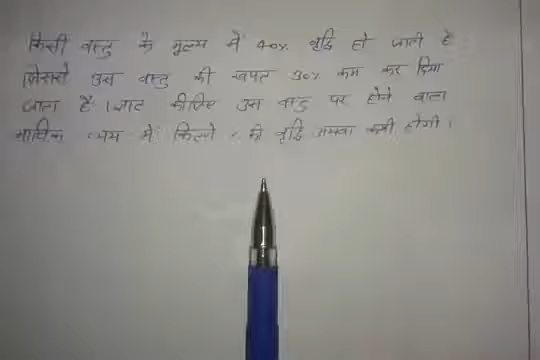 किसी वस्तु के मूल्य में 40% वृद्धि हो जाती है
जिससे उस वस्तु की खपत 30% कम कर दिया
जाता है। ज्ञात कीजिए उस वस्तु पर होने वाला
मासिक व्यय में कितने % की वृद्धि अथवा कमी होगी।